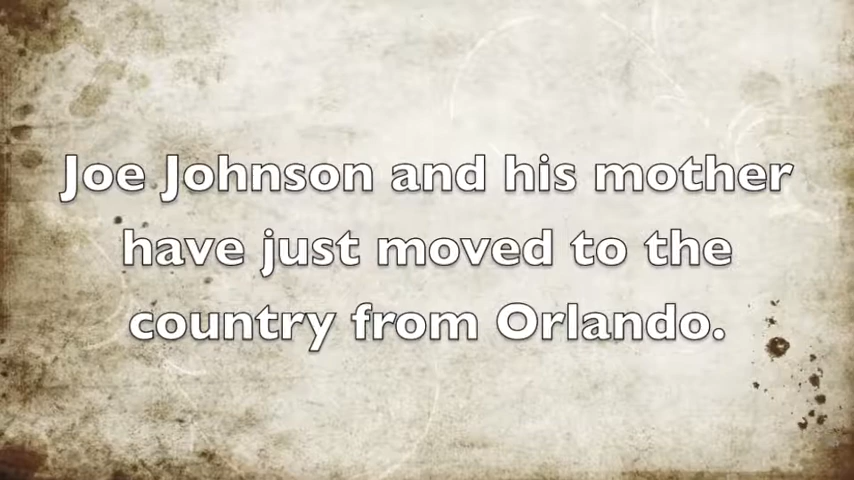 Joe Johnson and his mother
have just moved to the
country from Orlando.